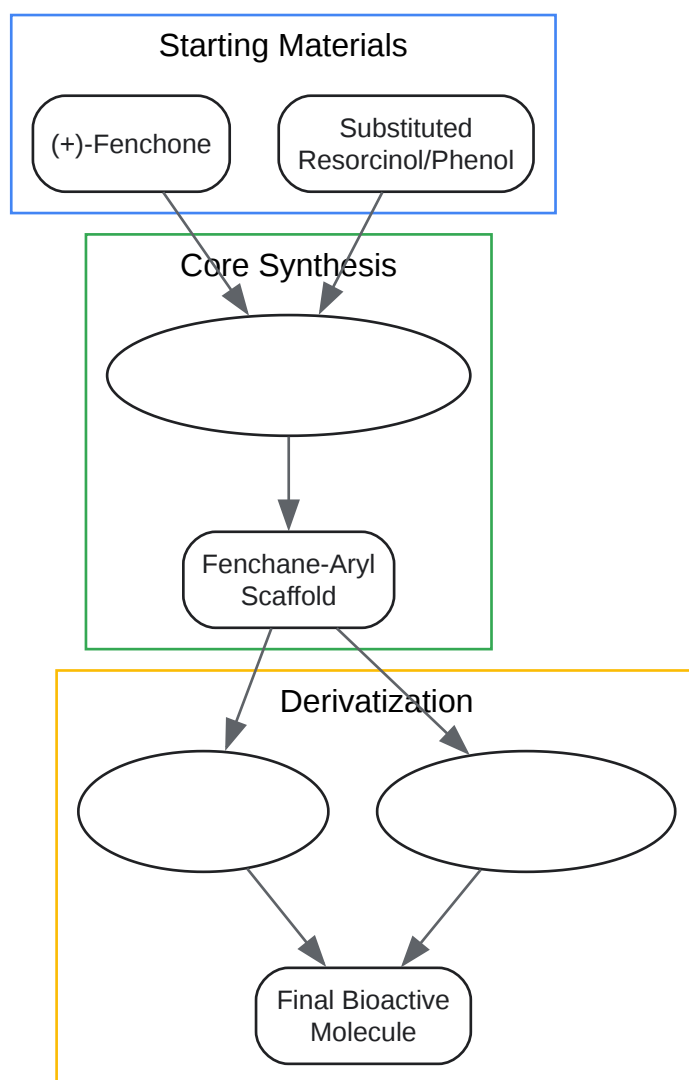 Starting Materials
(+)-Fenchone
Substituted
Resorcinol/Phenol
Core Synthesis
Fenchane-Aryl
Scaffold
Derivatization
Final Bioactive
Molecule